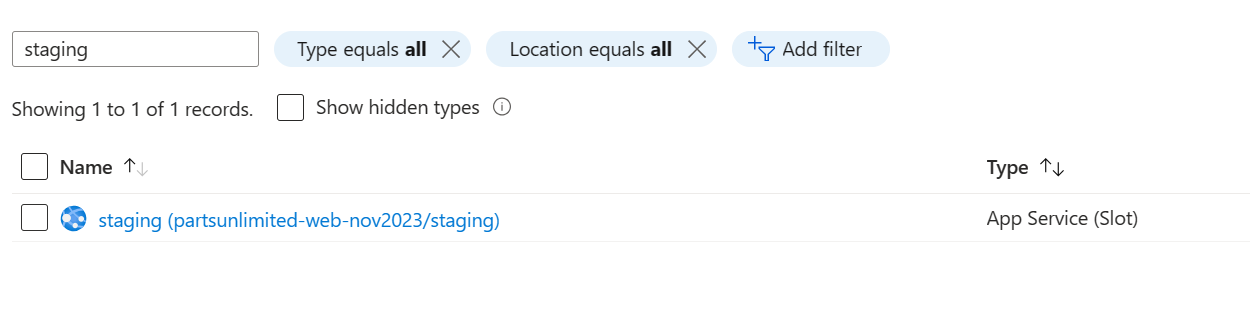 staging
Type equals all
Location equals all
Add filter
Showing 1 to 1 of 1 records.
Show hidden types
Name
Type
staging (partsunlimited-web-nov2023/staging)
App Service (Slot)